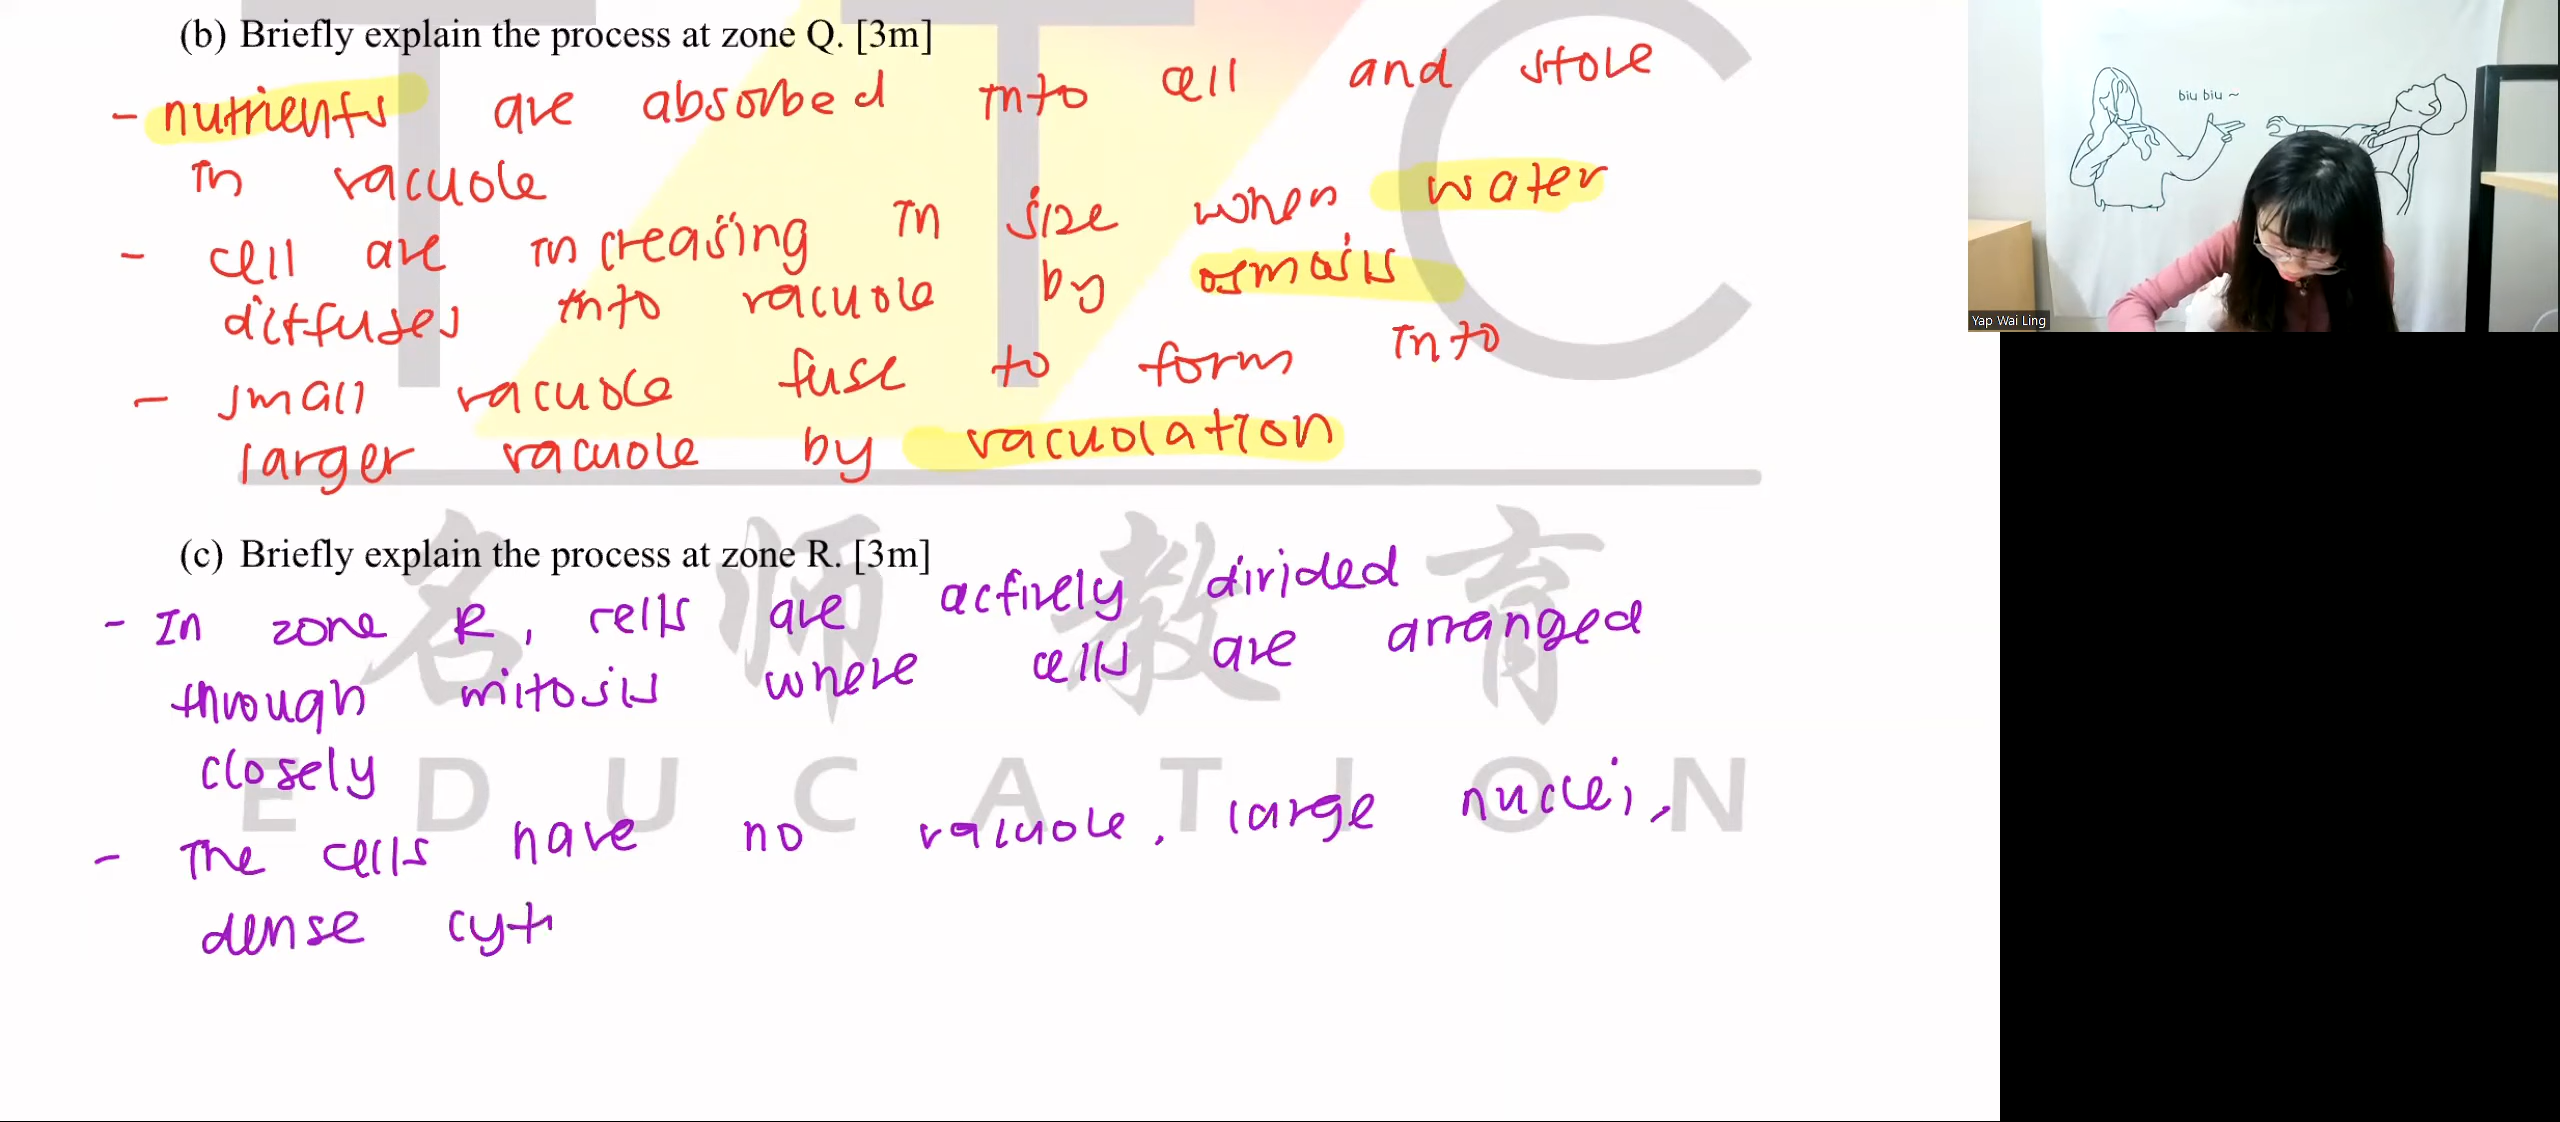 (b) Briefly explain the process at zone Q. [3m]
- nutrients are absorbed into cell and store
in vacuole
- cell are increasing in size when water
diffuses into vacuole by osmosis
- small vacuole fuse to form into
larger vacuole by vacuolation
(c) Briefly explain the process at zone R. [3m]
- In zone R, cells are actively divided
through mitosis where cells are arranged
closely
- The cells have no vacuole, large nuclei,
dense cyt
TTC
名师教育
EDUCATION
biu biu ~
Yap Wai Ling